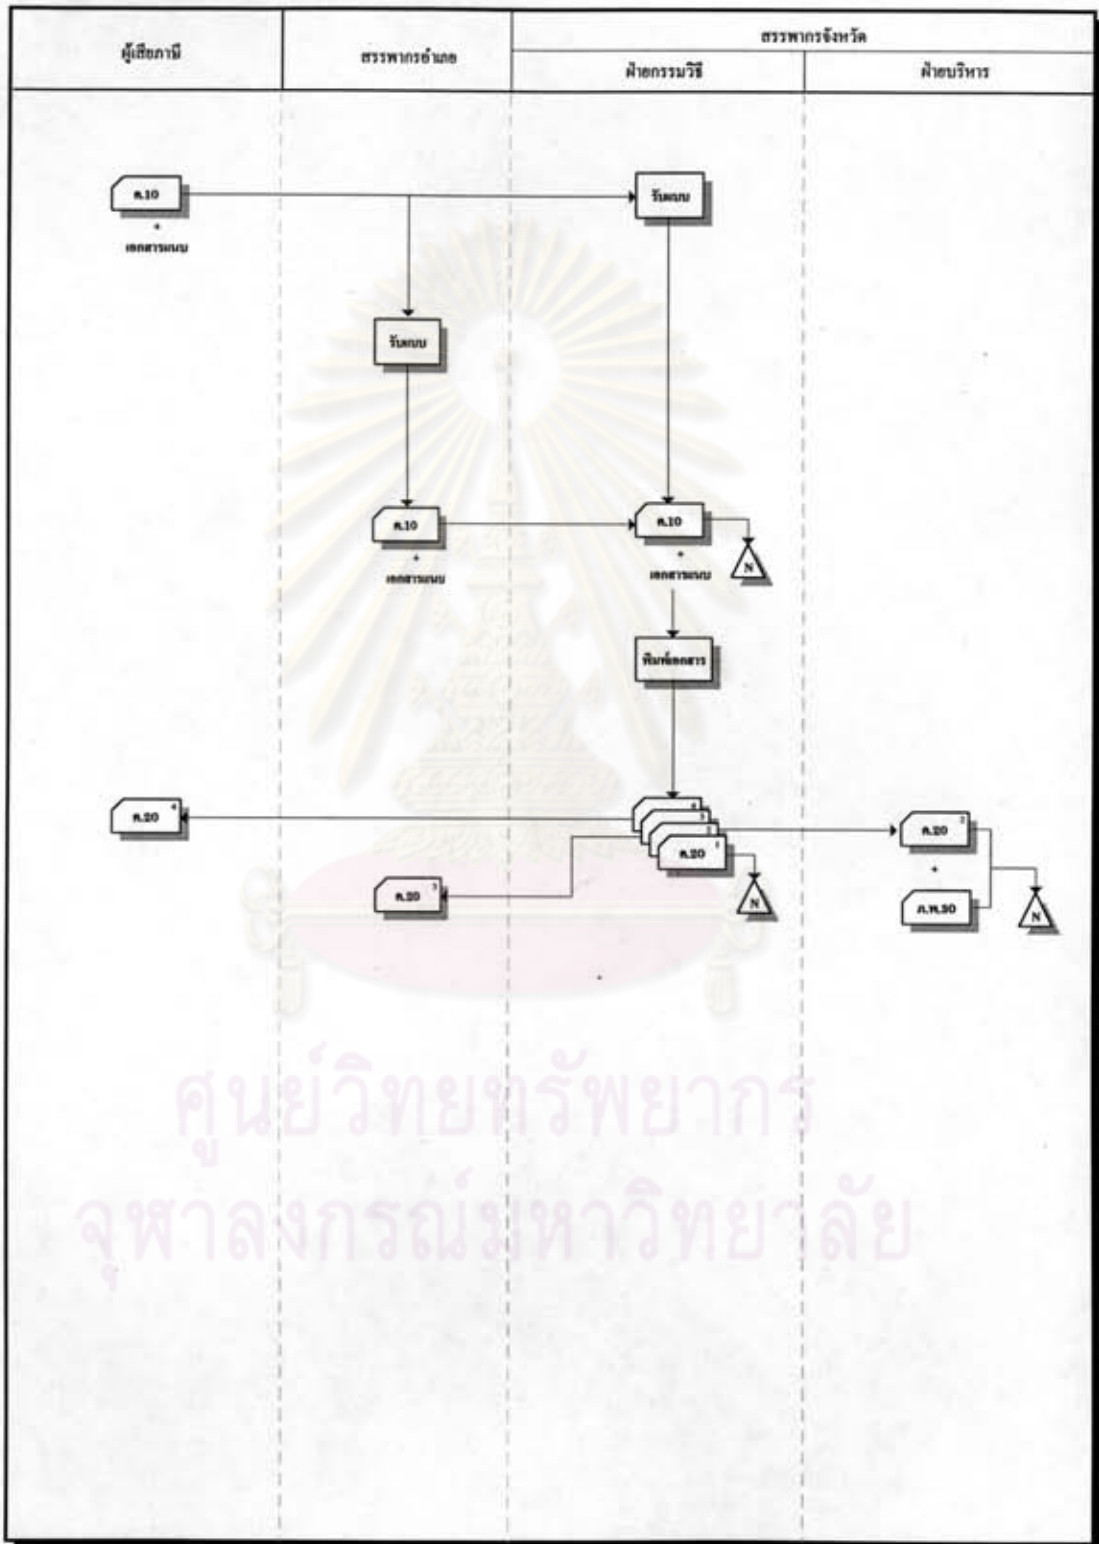 สรรพากรจังหวัด
ผู้เสียภาษี
สรรพากรอำเภอ
ฝ่ายกรรมวิธี
ฝ่ายบริหาร
ค.10
+
เอกสารแนบ
รับแบบ
รับแบบ
ค.10
+
เอกสารแนบ
ค.10
+
เอกสารแนบ
N
พิมพ์เอกสาร
ค.20 4
4
3
2
ค.20 1
N
ค.20 3
ค.20 2
+
ภ.พ.30
N
ศูนย์วิทยทรัพยากร
จุฬาลงกรณ์มหาวิทยาลัย